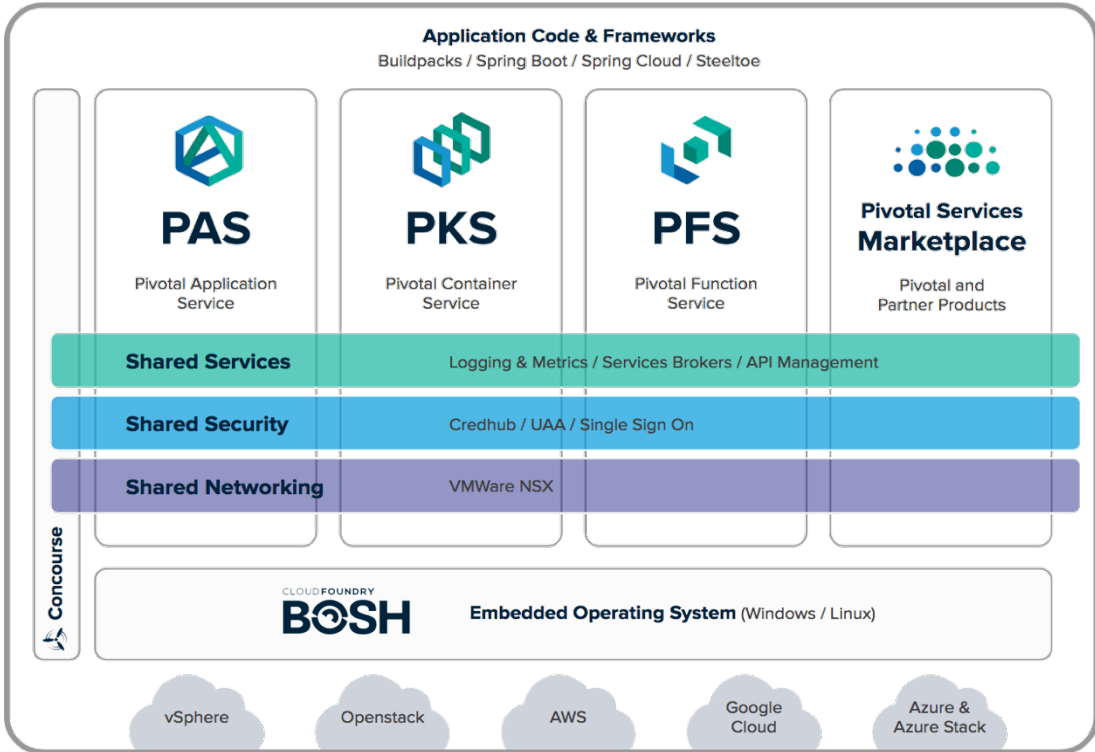 Application Code & Frameworks
Buildpacks / Spring Boot / Spring Cloud / Steeltoe
PAS
Pivotal Application
Service
PKS
Pivotal Container
Service
PFS
Pivotal Function
Service
Pivotal Services
Marketplace
Pivotal and
Partner Products
Shared Services
Logging & Metrics / Services Brokers / API Management
Shared Security
Credhub / UAA / Single Sign On
Shared Networking
VMWare NSX
Concourse
CLOUDFOUNDRY
BOSH
Embedded Operating System (Windows / Linux)
vSphere
Openstack
AWS
Google
Cloud
Azure &
Azure Stack